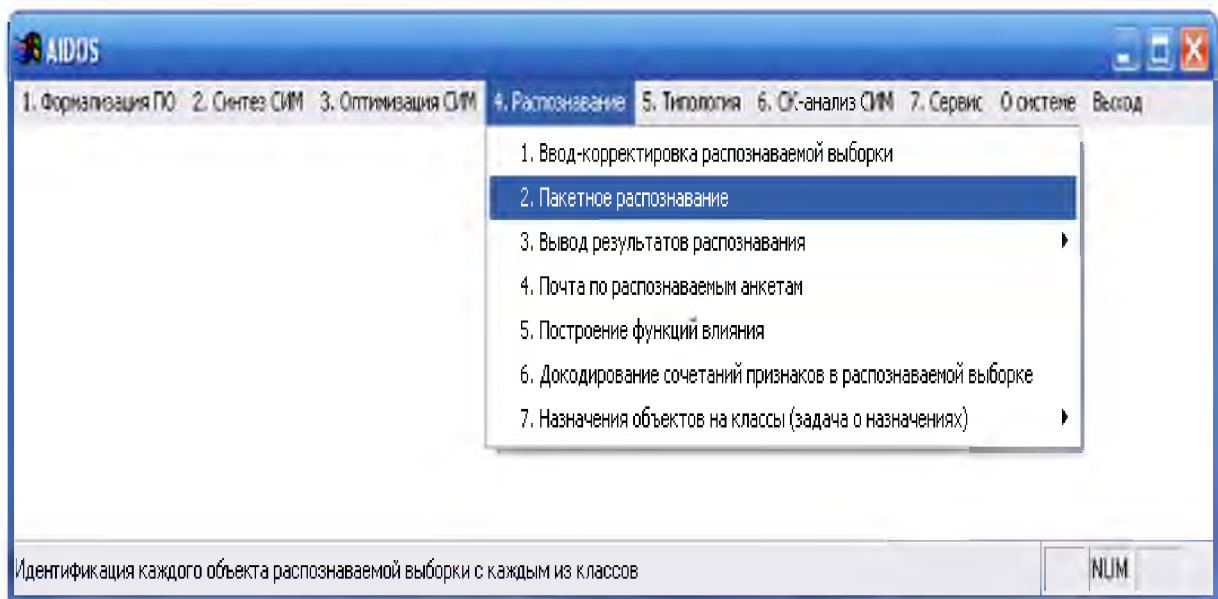 AIDOS
1. Формализация ПО 2. Синтез СИМ 3. Оптимизация СИМ 4. Распознавание 5. Типология 6. СК-анализ СИМ 7. Сервис О системе Выход
1. Ввод-корректировка распознаваемой выборки
2. Пакетное распознавание
3. Вывод результатов распознавания
4. Почта по распознаваемым анкетам
5. Построение функций влияния
6. Докодирование сочетаний признаков в распознаваемой выборке
7. Назначения объектов на классы (задача о назначениях)
Идентификация каждого объекта распознаваемой выборки с каждым из классов NUM